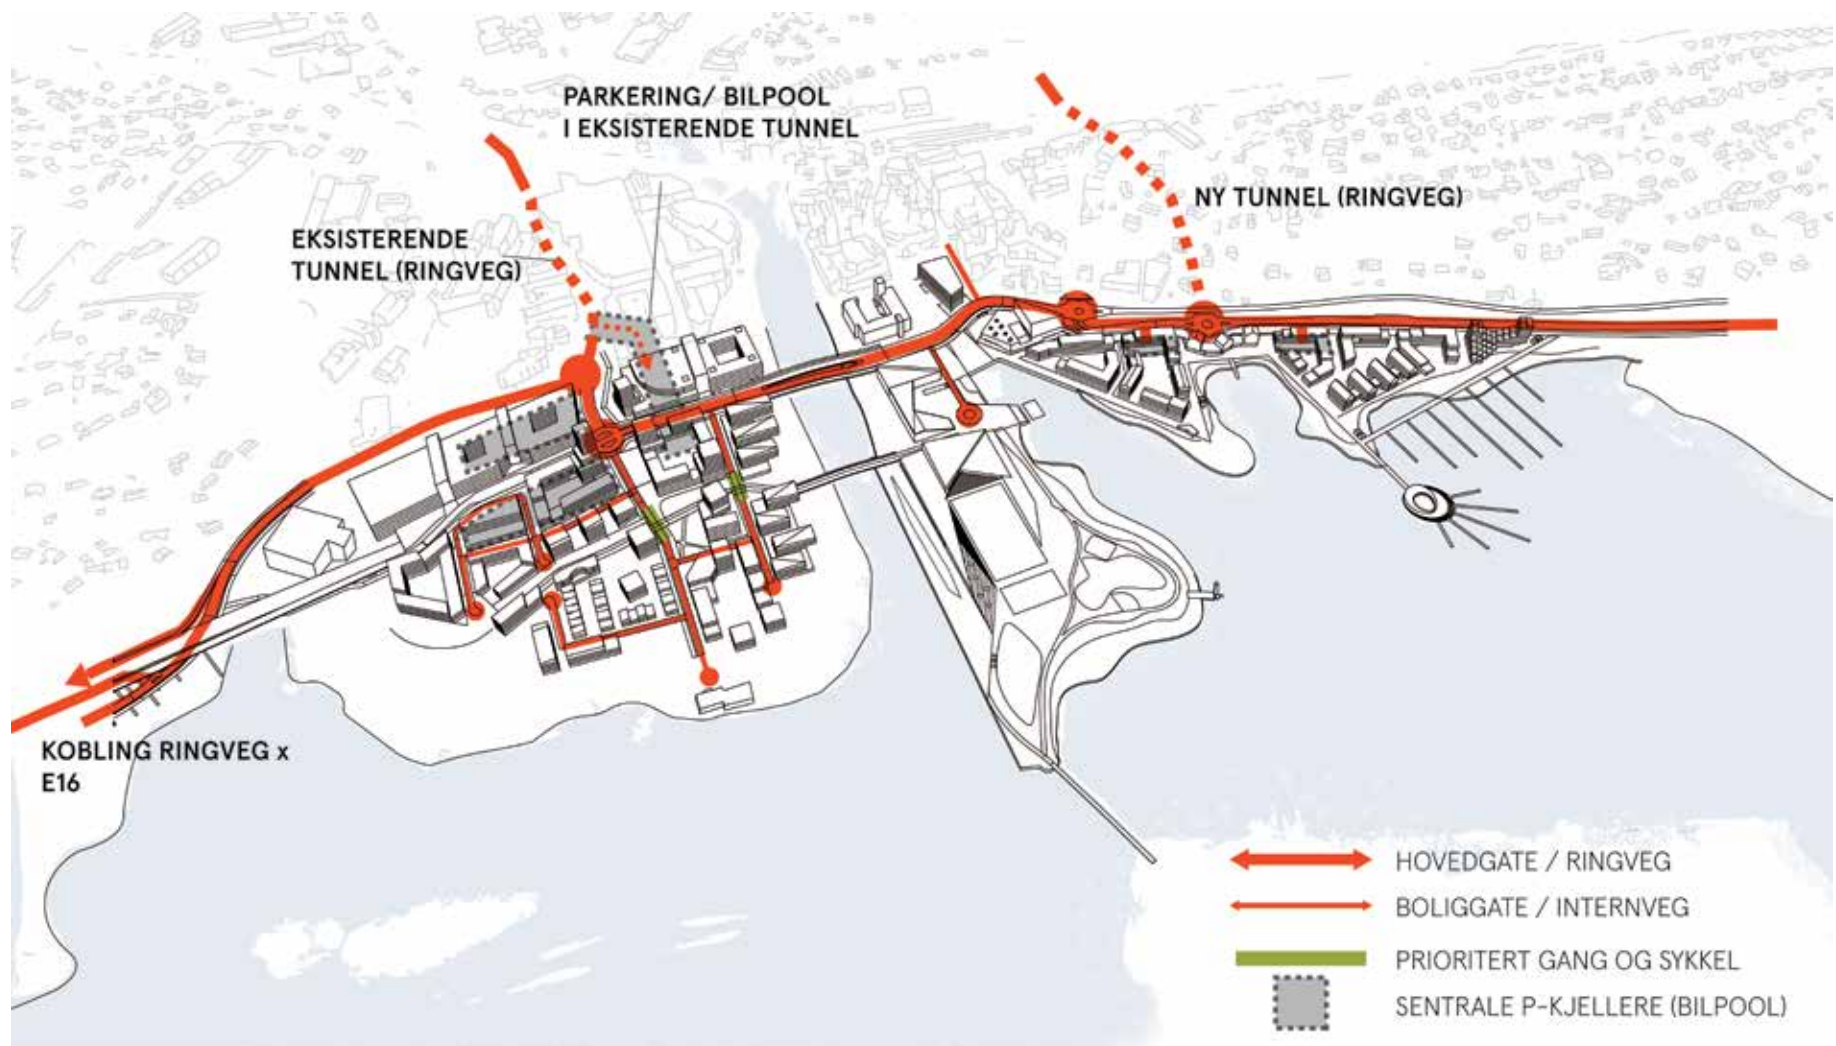 PARKERING/ BILPOOL
I EKSISTERENDE TUNNEL
NY TUNNEL (RINGVEG)
EKSISTERENDE
TUNNEL (RINGVEG)
KOBLING RINGVEG x
E16
HOVEDGATE / RINGVEG
BOLIGGATE / INTERNVEG
PRIORITERT GANG OG SYKKEL
SENTRALE P-KJELLERE (BILPOOL)